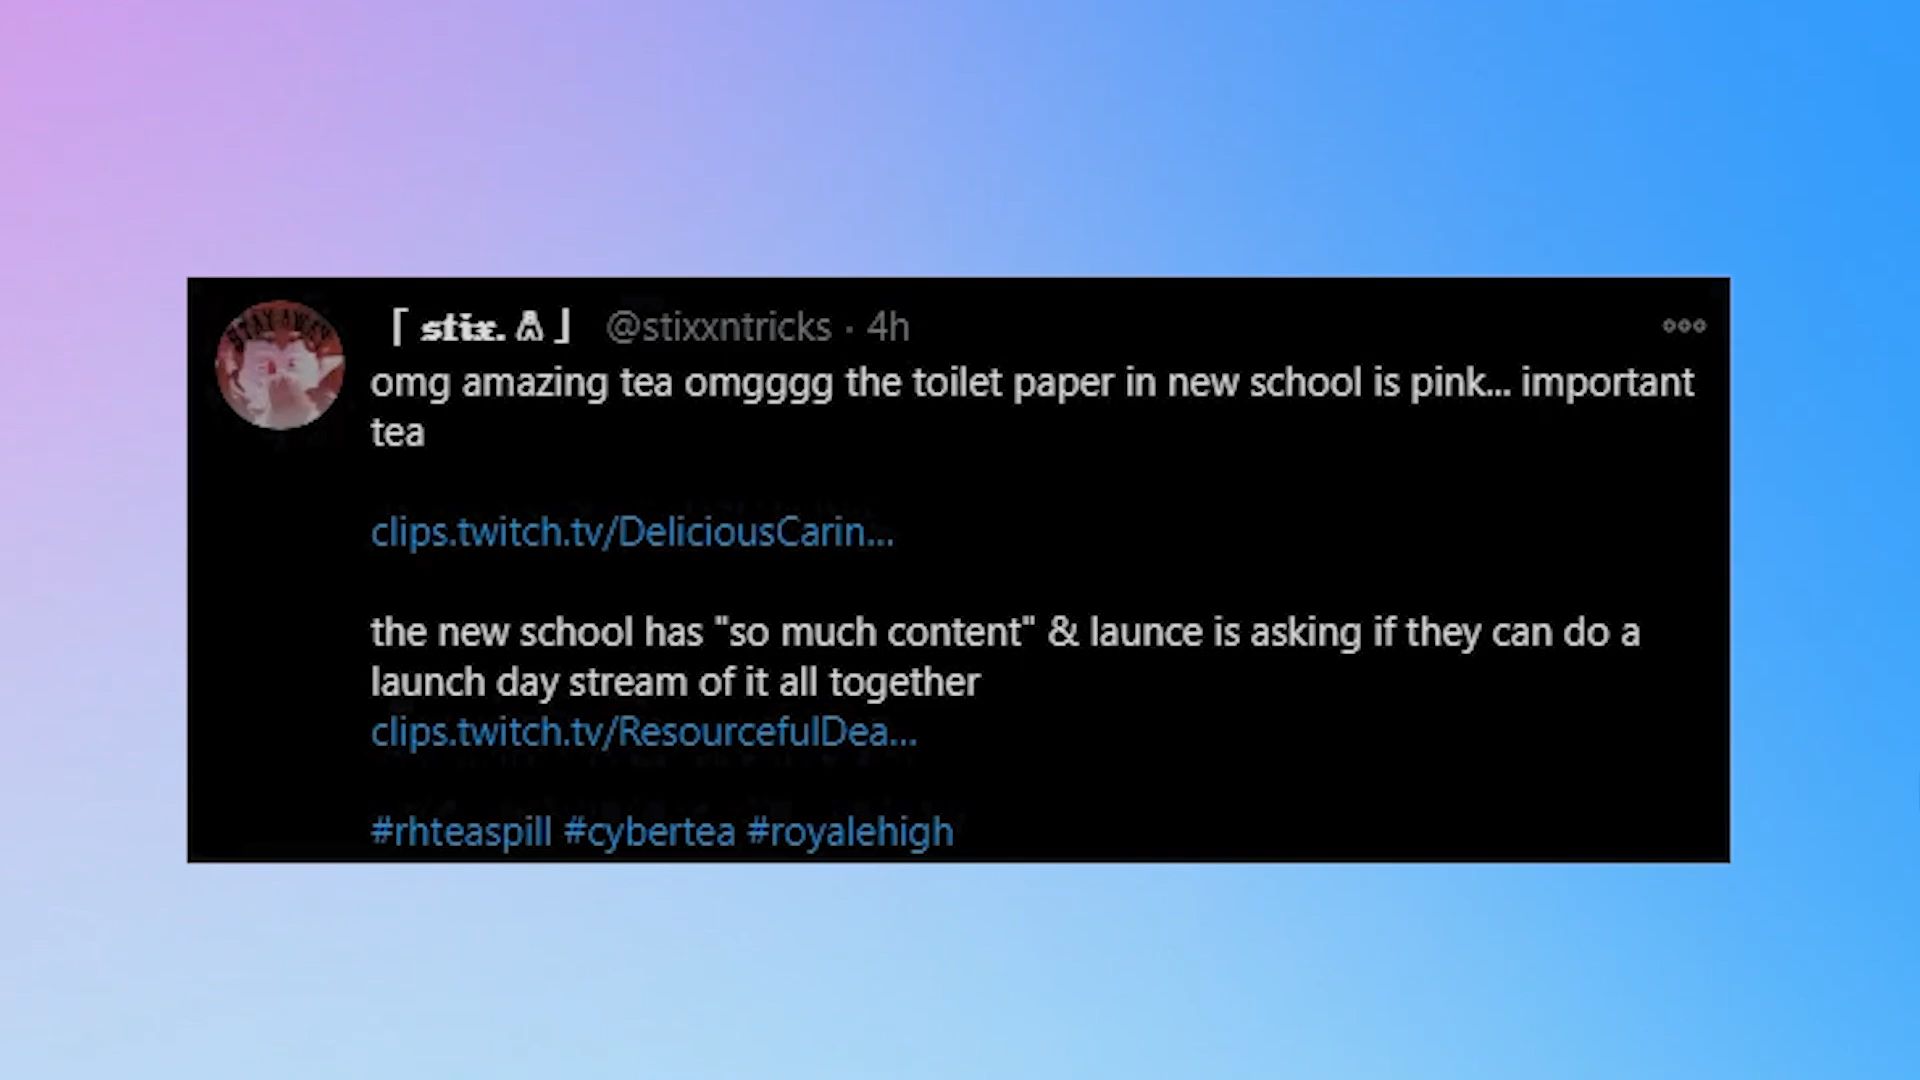 「 stix. 」 @stixxntricks · 4h
omg amazing tea omgggg the toilet paper in new school is pink... important
tea
clips.twitch.tv/DeliciousCarin...
the new school has "so much content" & launce is asking if they can do a
launch day stream of it all together
clips.twitch.tv/ResourcefulDea...
#rhteaspill #cybertea #royalehigh
STAY AWAY